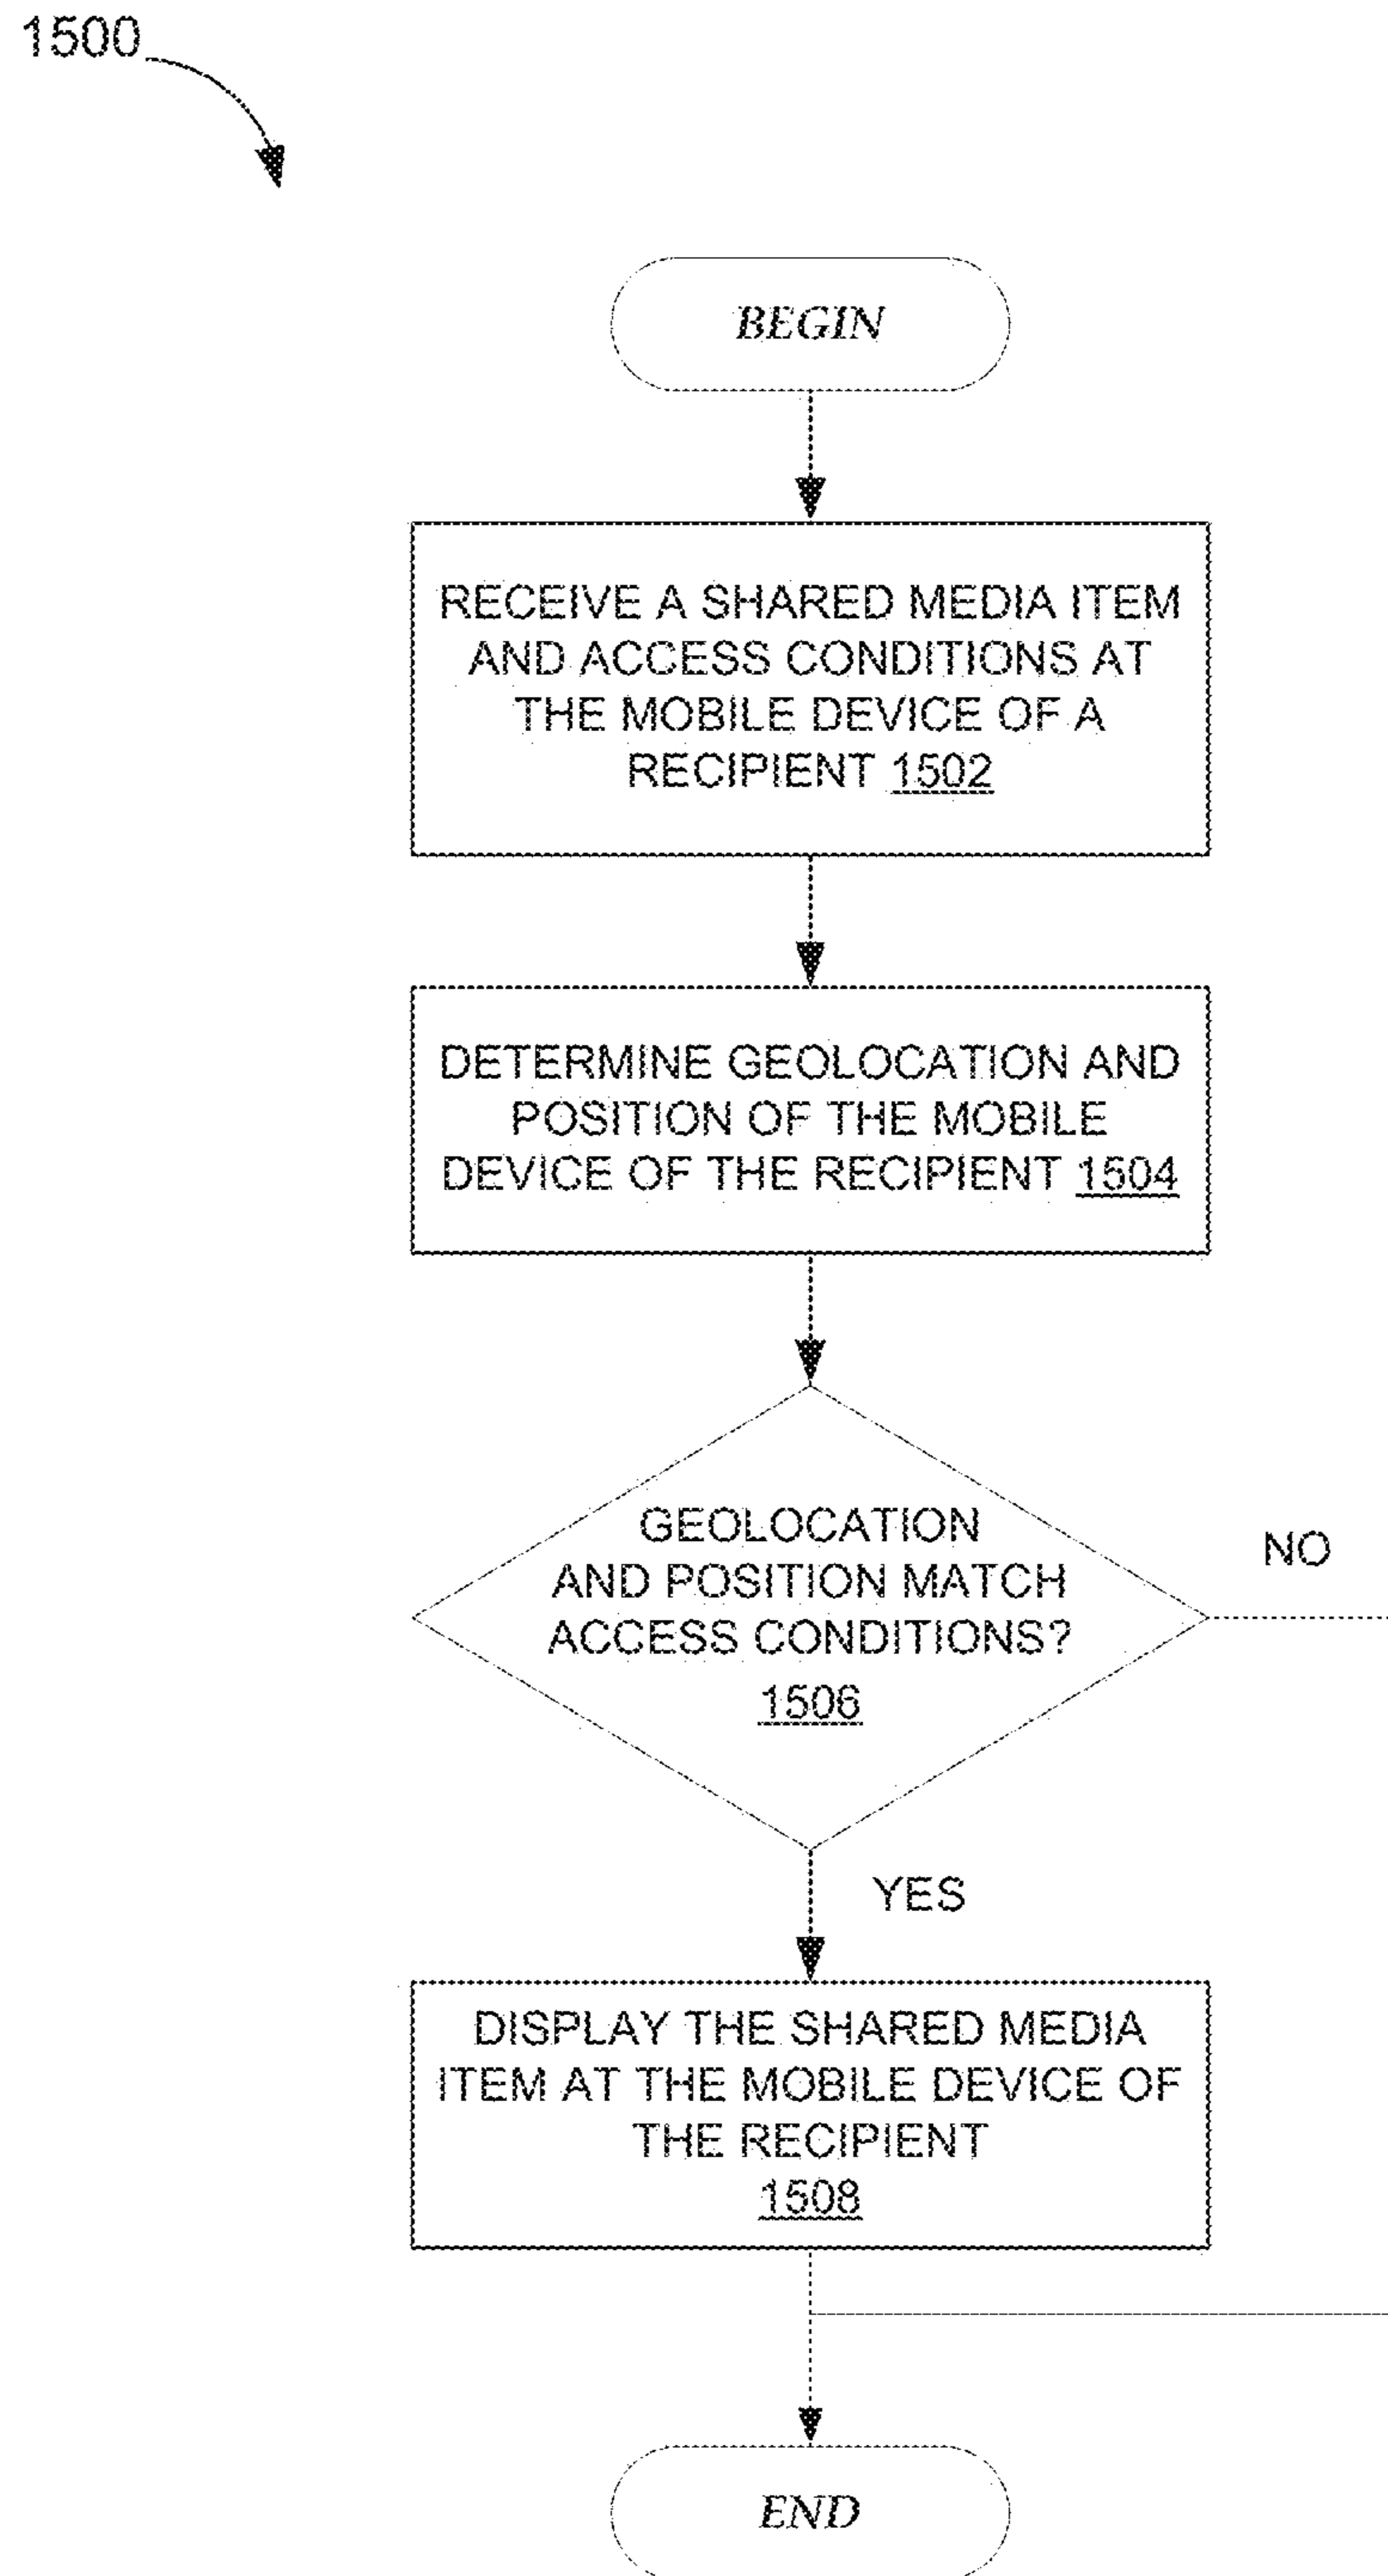 1500
BEGIN
RECEIVE A SHARED MEDIA ITEM
AND ACCESS CONDITIONS AT
THE MOBILE DEVICE OF A
RECIPIENT 1502
DETERMINE GEOLOCATION AND
POSITION OF THE MOBILE
DEVICE OF THE RECIPIENT 1504
GEOLOCATION
AND POSITION MATCH
ACCESS CONDITIONS?
1506
NO
YES
DISPLAY THE SHARED MEDIA
ITEM AT THE MOBILE DEVICE OF
THE RECIPIENT
1508
END